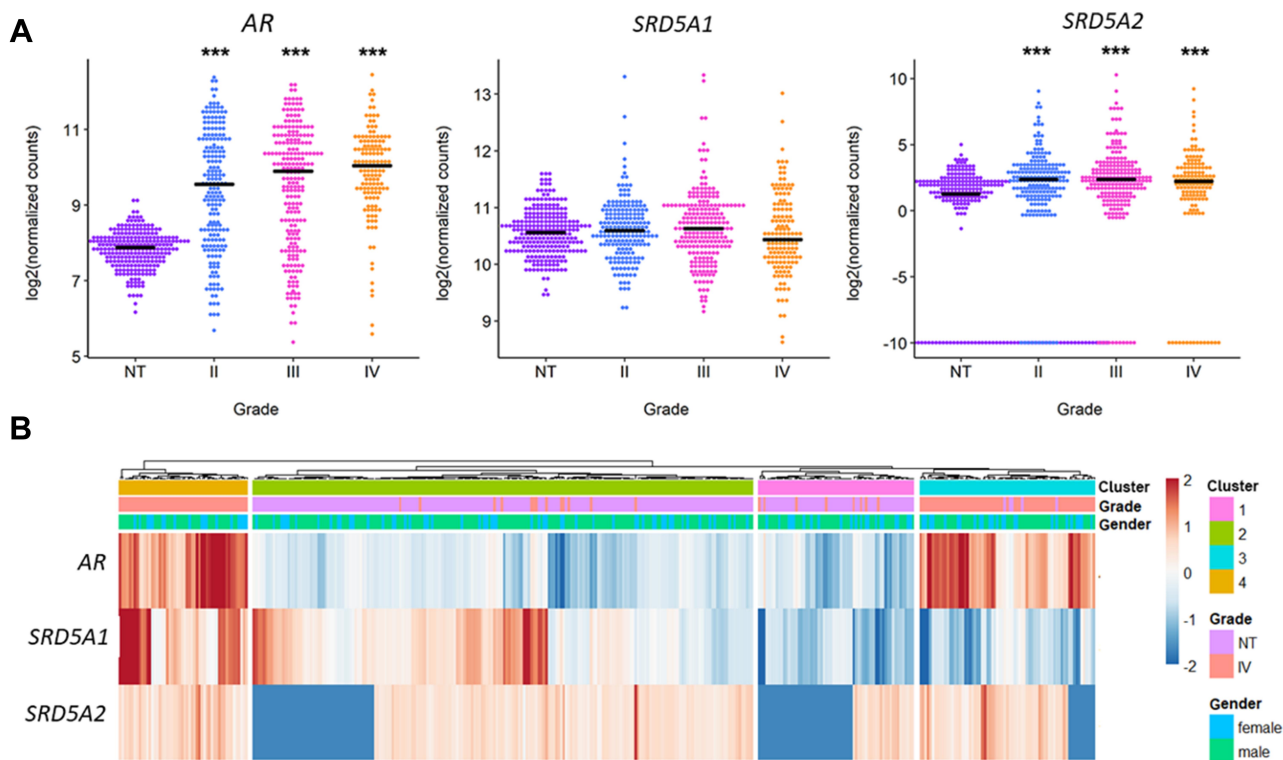 A
AR
SRD5A1
SRD5A2
*** *** ***
*** *** ***
log2(normalized counts)
11
9
7
5
NT II III IV
Grade
log2(normalized counts)
13
12
11
10
9
NT II III IV
Grade
log2(normalized counts)
10
5
0
-5
-10
NT II III IV
Grade
B
Cluster
Grade
Gender
AR
SRD5A1
SRD5A2
2
1
0
-1
-2
Cluster
1
2
3
4
Grade
NT
IV
Gender
female
male